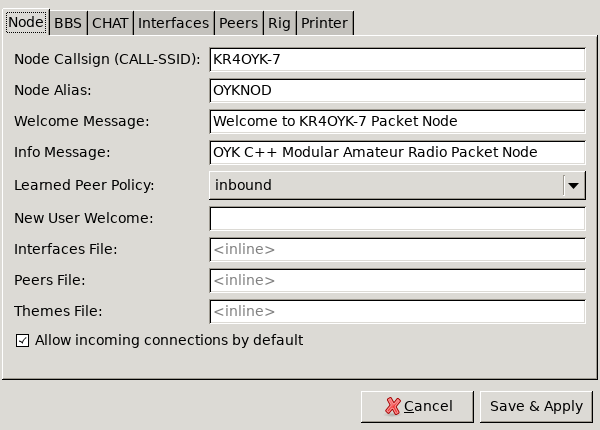 Node BBS CHAT Interfaces Peers Rig Printer
Node Callsign (CALL-SSID): KR4OYK-7
Node Alias: OYKNOD
Welcome Message: Welcome to KR4OYK-7 Packet Node
Info Message: OYK C++ Modular Amateur Radio Packet Node
Learned Peer Policy: inbound
New User Welcome:
Interfaces File: <inline>
Peers File: <inline>
Themes File: <inline>
Allow incoming connections by default
Cancel Save & Apply